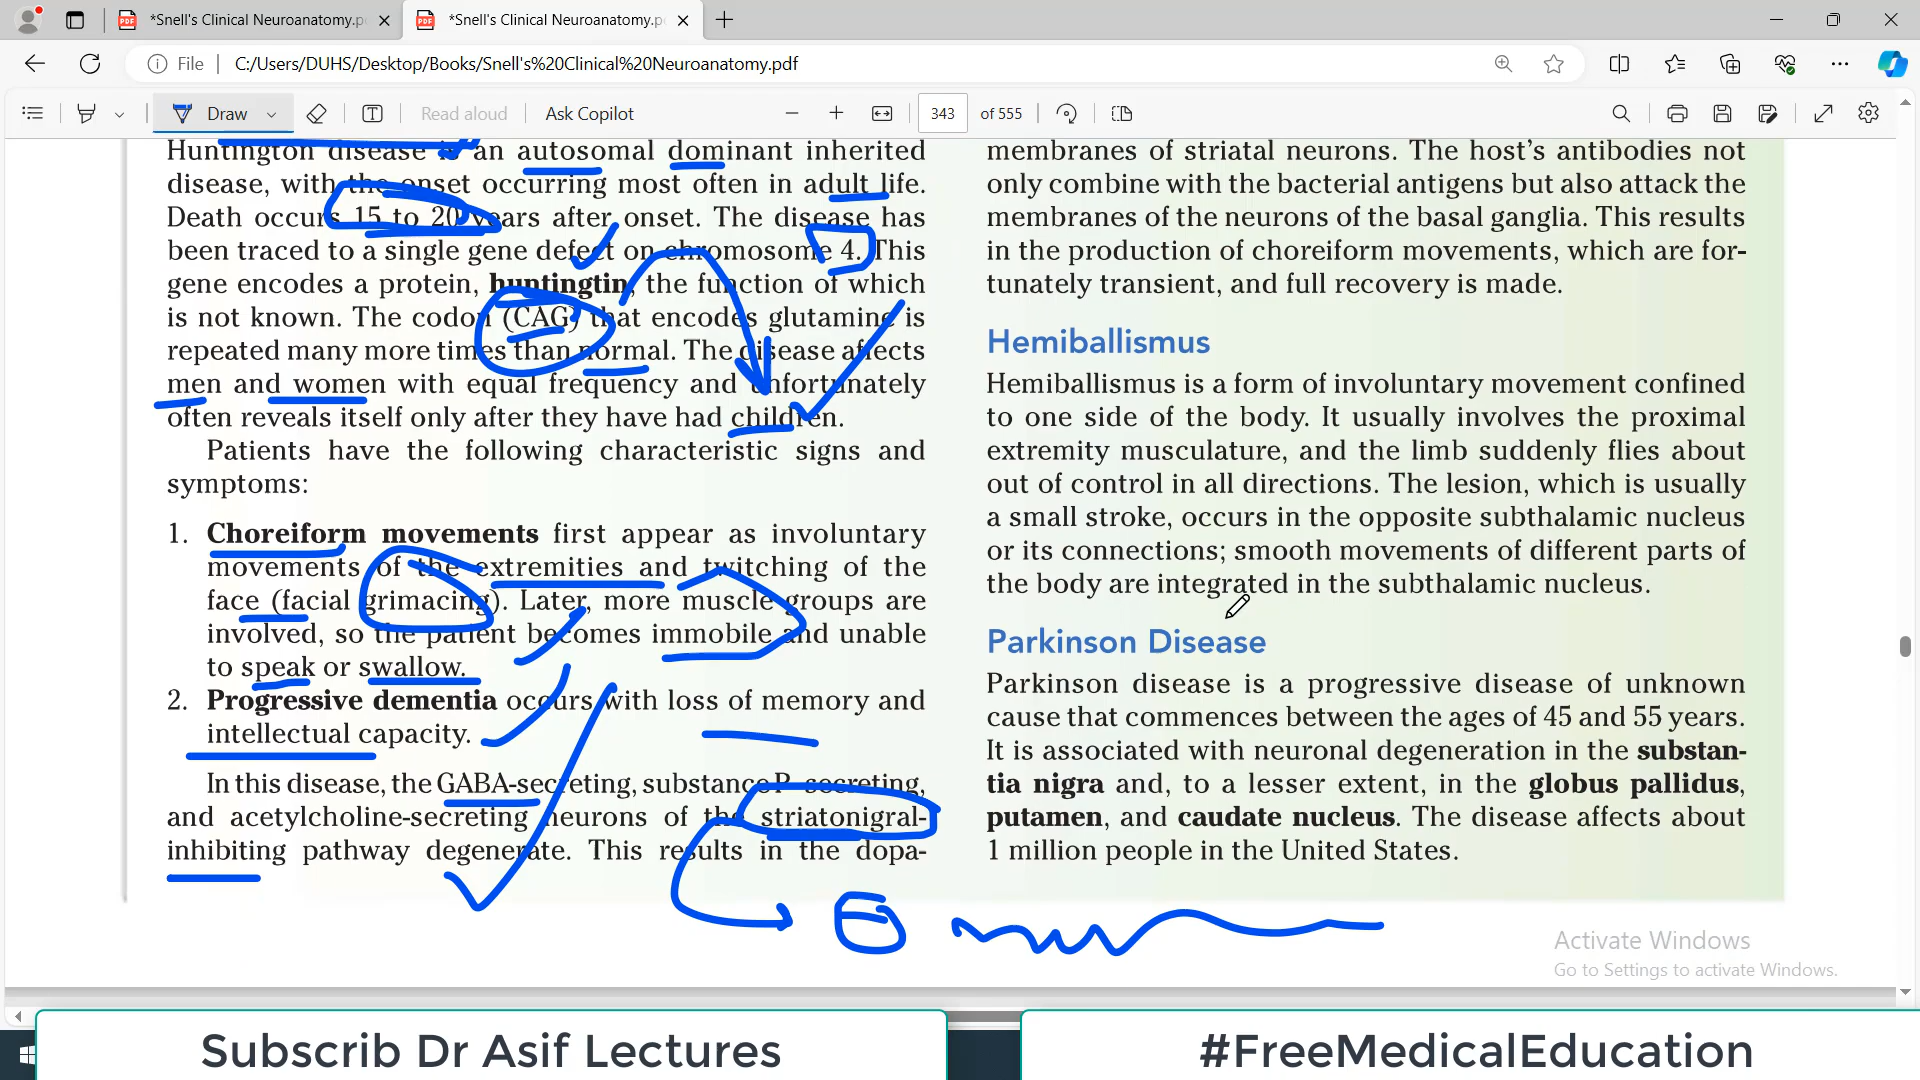 *Snell's Clinical Neuroanatomy.p
*Snell's Clinical Neuroanatomy.p
File
C:/Users/DUHS/Desktop/Books/Snell's%20Clinical%20Neuroanatomy.pdf
Draw
Read aloud
Ask Copilot
343 of 555
Huntington disease is an autosomal dominant inherited
disease, with the onset occurring most often in adult life.
Death occurs 15 to 20 years after onset. The disease has
been traced to a single gene defect on chromosome 4. This
gene encodes a protein, huntingtin, the function of which
is not known. The codon (CAG) that encodes glutamine is
repeated many more times than normal. The disease affects
men and women with equal frequency and unfortunately
often reveals itself only after they have had children.
Patients have the following characteristic signs and
symptoms:
1. Choreiform movements first appear as involuntary
movements of the extremities and twitching of the
face (facial grimacing). Later, more muscle groups are
involved, so the patient becomes immobile and unable
to speak or swallow.
2. Progressive dementia occurs with loss of memory and
intellectual capacity.
In this disease, the GABA-secreting, substance P–secreting,
and acetylcholine-secreting neurons of the striatonigral-
inhibiting pathway degenerate. This results in the dopa-
membranes of striatal neurons. The host's antibodies not
only combine with the bacterial antigens but also attack the
membranes of the neurons of the basal ganglia. This results
in the production of choreiform movements, which are for-
tunately transient, and full recovery is made.
Hemiballismus
Hemiballismus is a form of involuntary movement confined
to one side of the body. It usually involves the proximal
extremity musculature, and the limb suddenly flies about
out of control in all directions. The lesion, which is usually
a small stroke, occurs in the opposite subthalamic nucleus
or its connections; smooth movements of different parts of
the body are integrated in the subthalamic nucleus.
Parkinson Disease
Parkinson disease is a progressive disease of unknown
cause that commences between the ages of 45 and 55 years.
It is associated with neuronal degeneration in the substan-
tia nigra and, to a lesser extent, in the globus pallidus,
putamen, and caudate nucleus. The disease affects about
1 million people in the United States.
Activate Windows
Go to Settings to activate Windows.
Subscrib Dr Asif Lectures
#FreeMedicalEducation